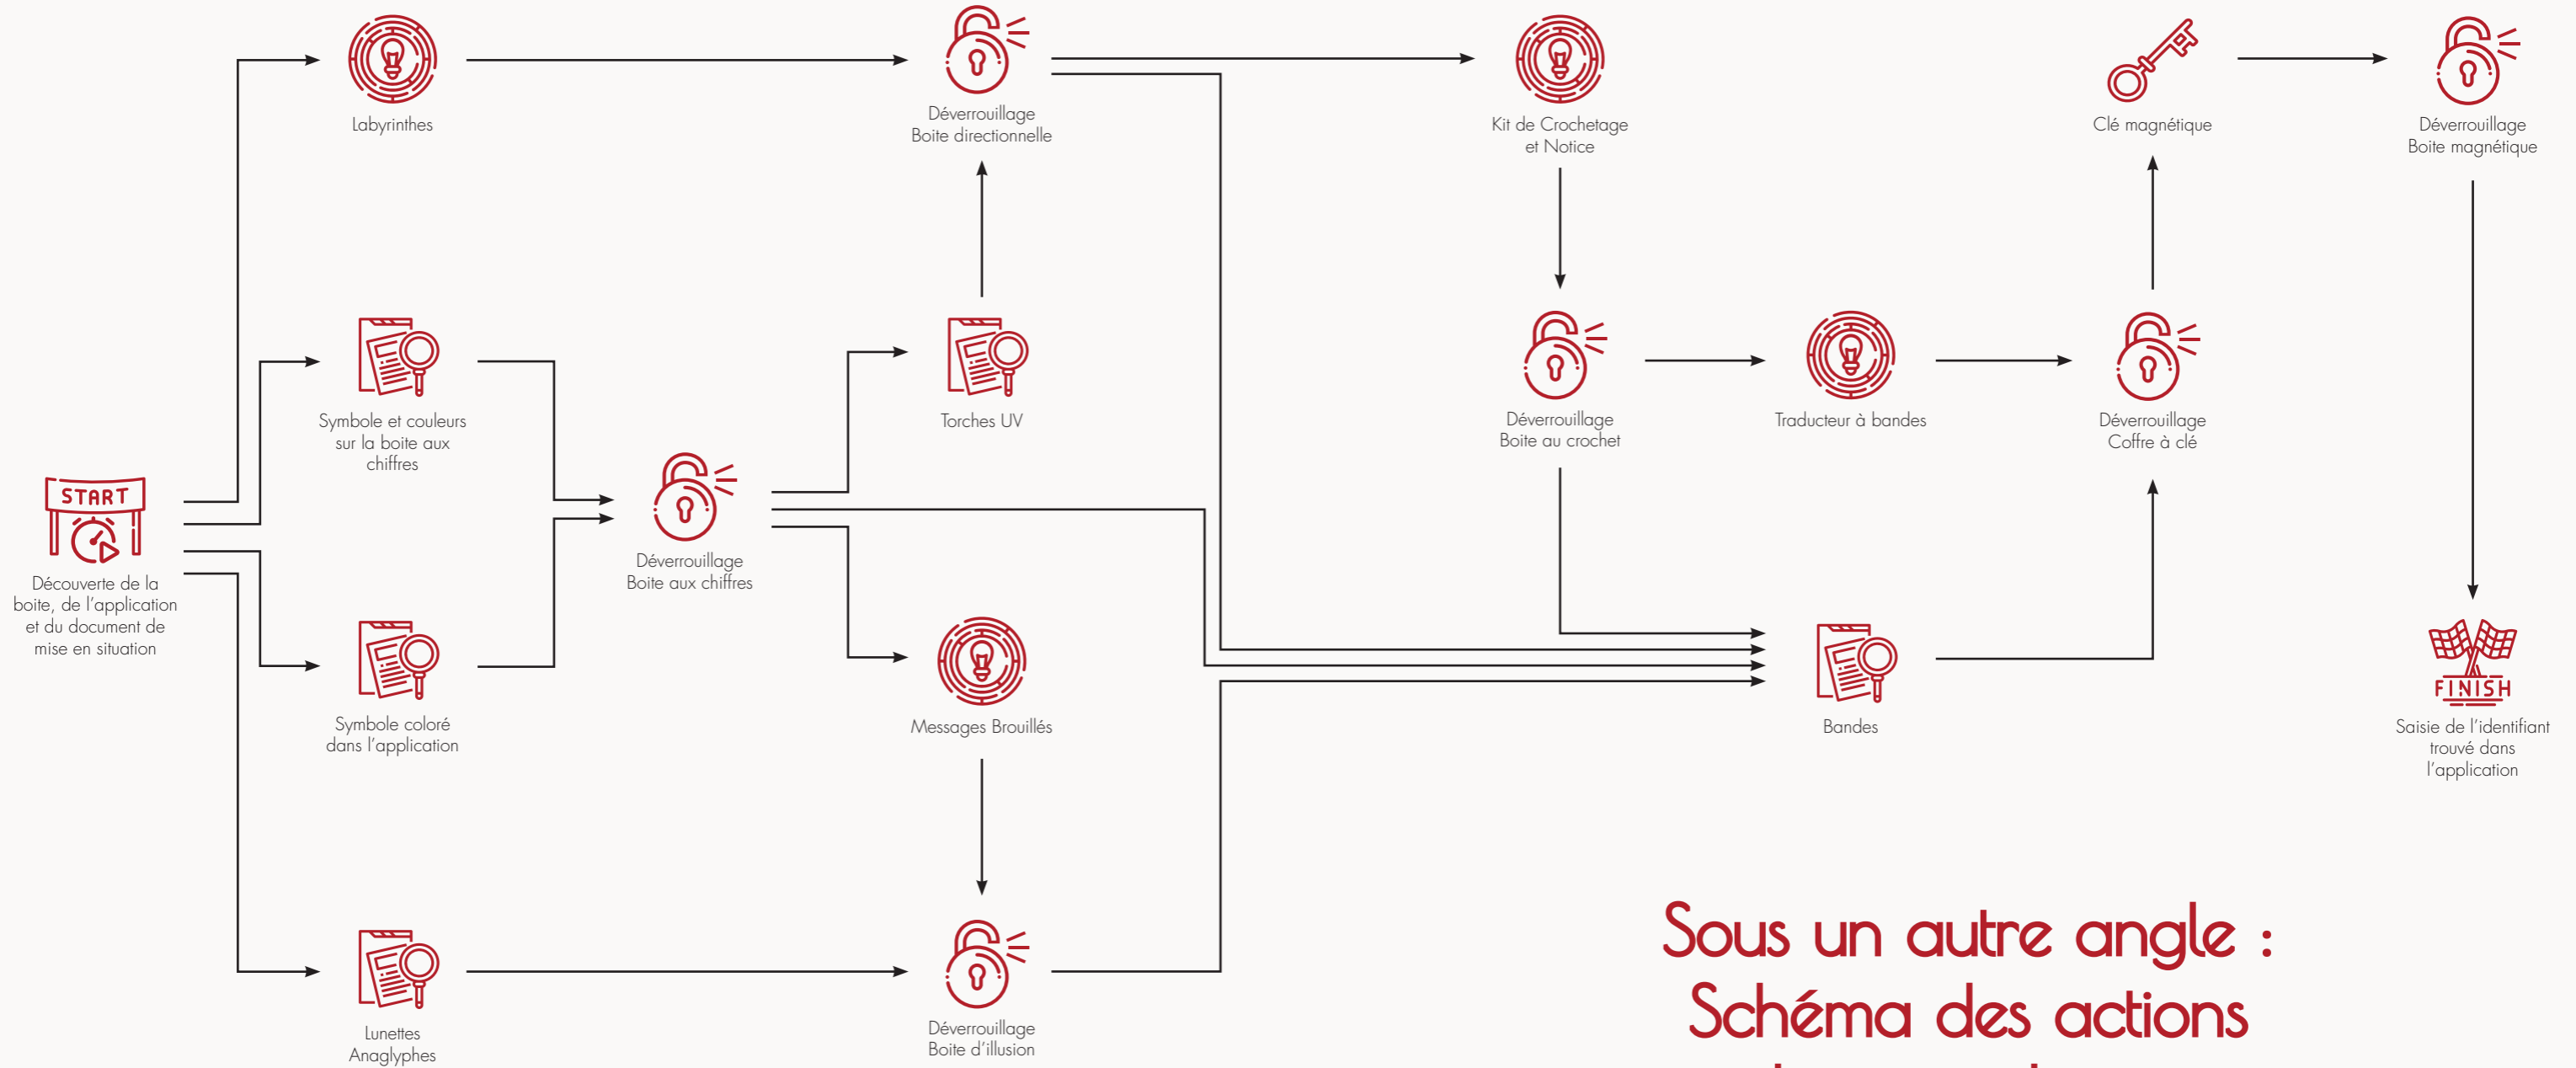 Labyrinthes
Déverrouillage
Boite directionnelle
Kit de Crochetage
et Notice
Clé magnétique
Déverrouillage
Boite magnétique
Symbole et couleurs
sur la boite aux
chiffres
Torches UV
Déverrouillage
Boite au crochet
Traducteur à bandes
Déverrouillage
Coffre à clé
START
Découverte de la
boite, de l'application
et du document de
mise en situation
Déverrouillage
Boite aux chiffres
Symbole coloré
dans l'application
Messages Brouillés
Bandes
FINISH
Saisie de l'identifiant
trouvé dans
l'application
Lunettes
Anaglyphes
Déverrouillage
Boite d'illusion
Sous un autre angle :
Schéma des actions